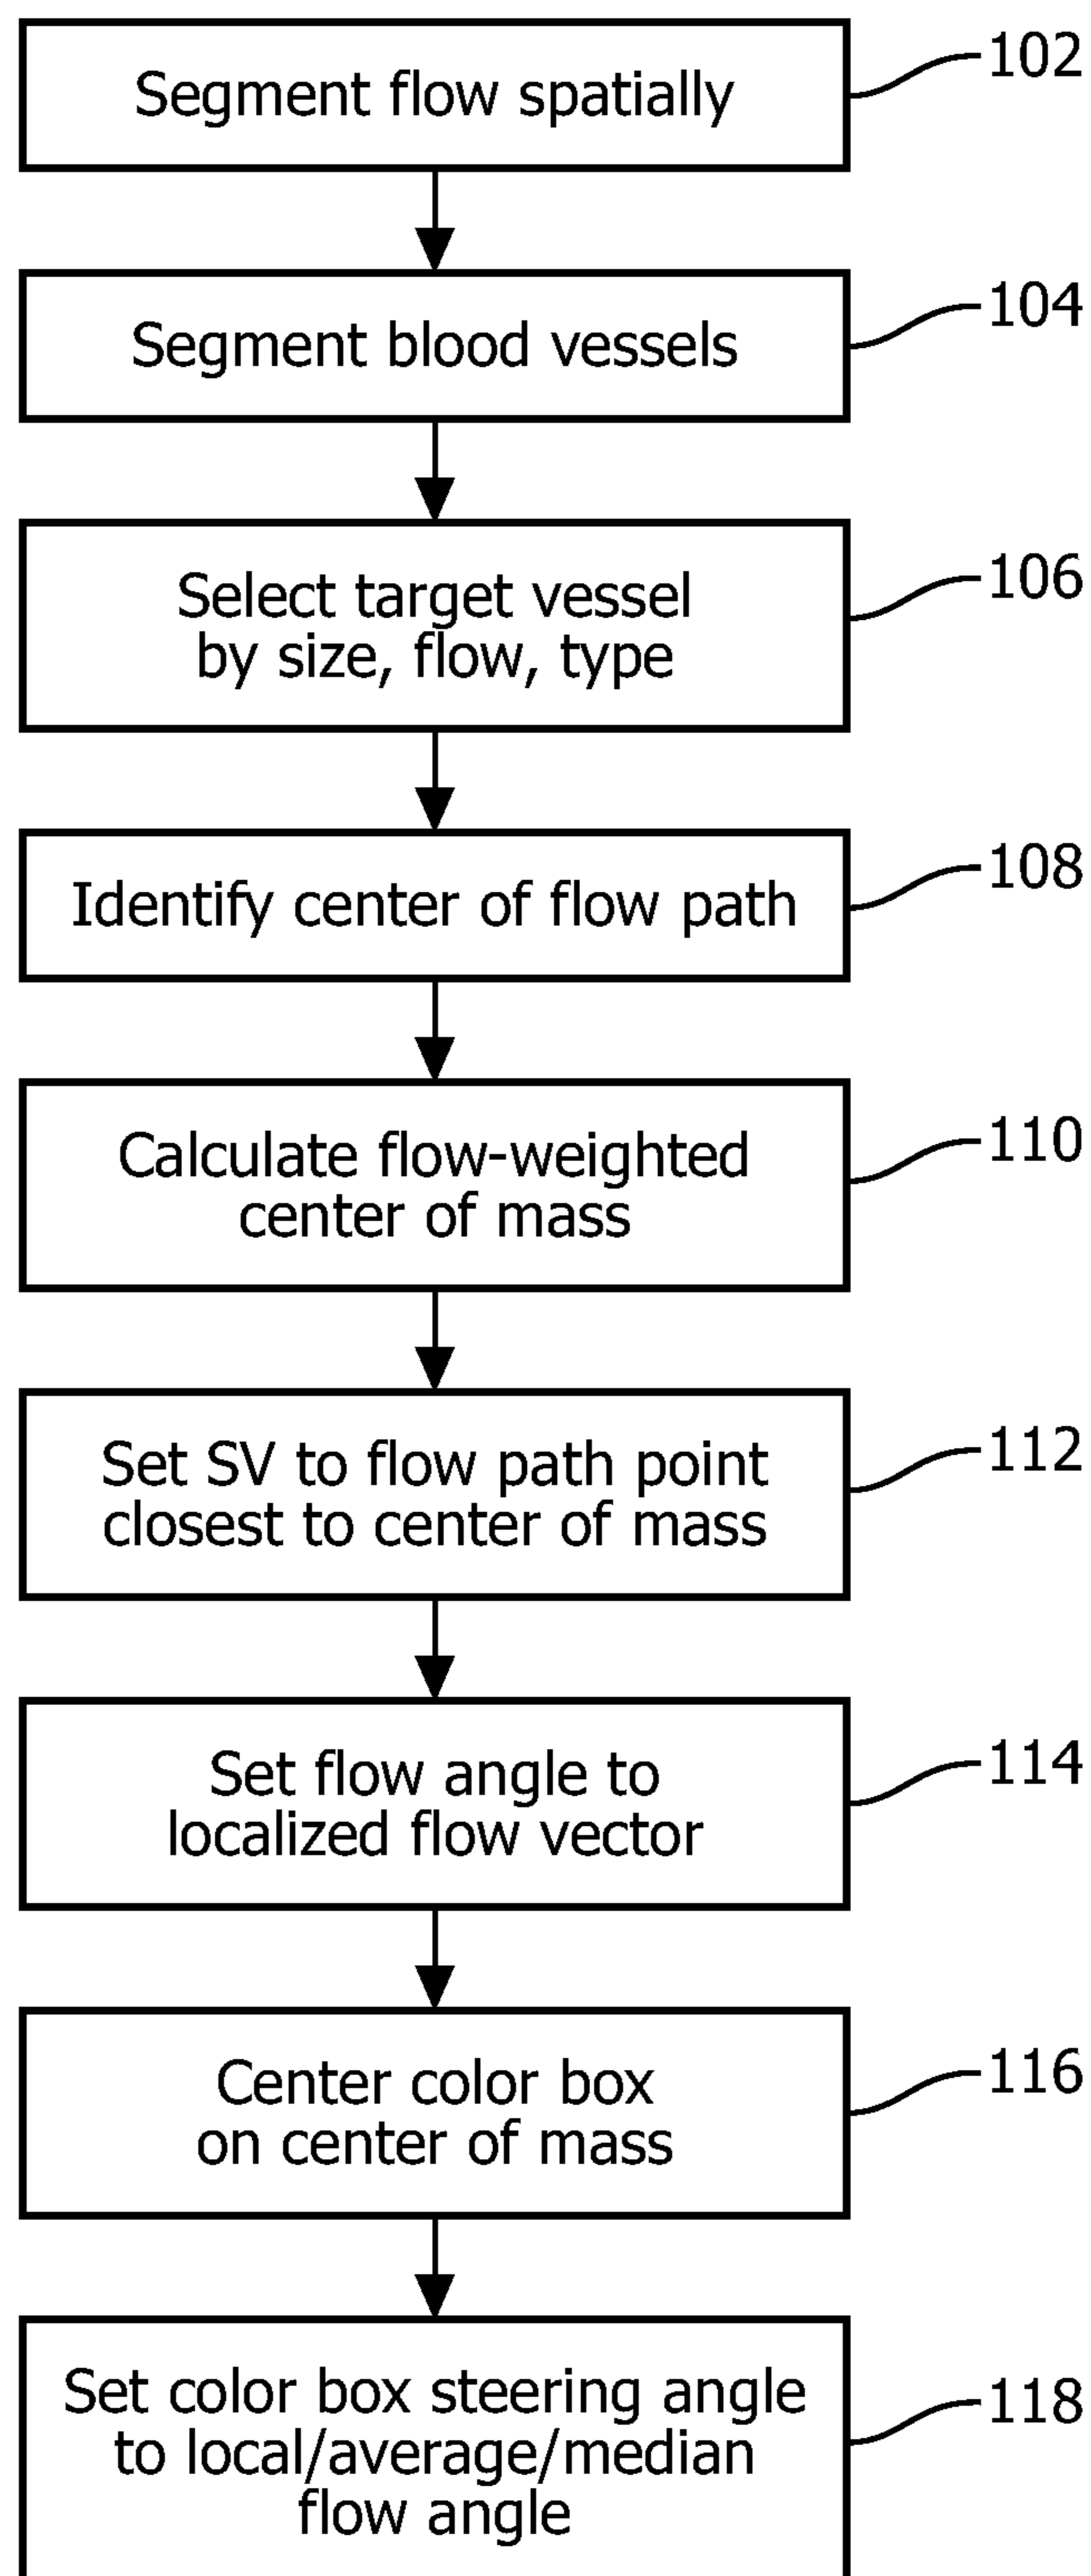 Segment flow spatially
102
Segment blood vessels
104
Select target vessel
by size, flow, type
106
Identify center of flow path
108
Calculate flow-weighted
center of mass
110
Set SV to flow path point
closest to center of mass
112
Set flow angle to
localized flow vector
114
Center color box
on center of mass
116
Set color box steering angle
to local/average/median
flow angle
118